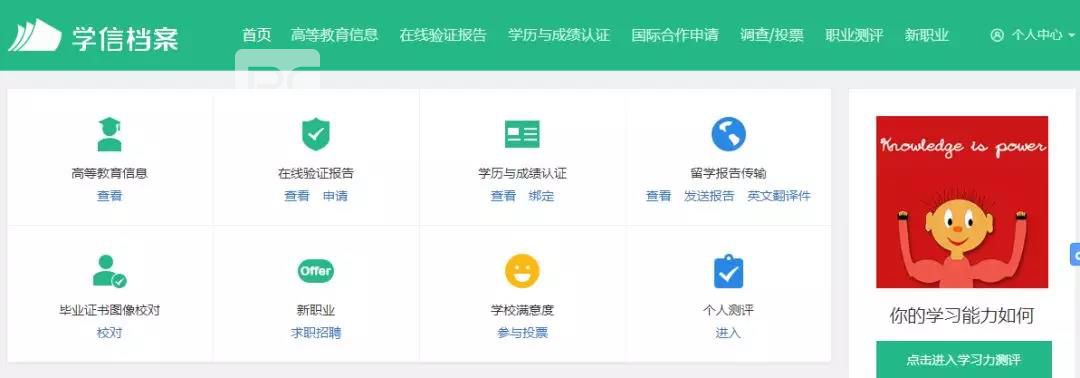 学信档案
首页 高等教育信息 在线验证报告 学历与成绩认证 国际合作申请 调查/投票 职业测评 新职业 个人中心
高等教育信息 在线验证报告 学历与成绩认证 留学报告传输
查看 查看 申请 查看 绑定 查看 发送报告 英文翻译件
Knowledge is power
Offer
毕业证书图像校对 新职业 学校满意度 个人测评
校对 求职招聘 参与投票 进入
你的学习能力如何
点击进入学习力测评